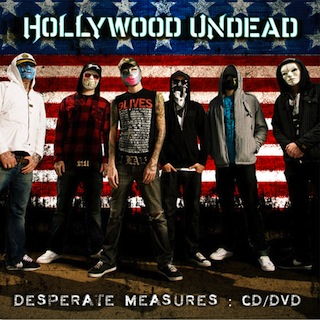 HOLLYWOOD UNDEAD
DESPERATE MEASURES : CD/DVD